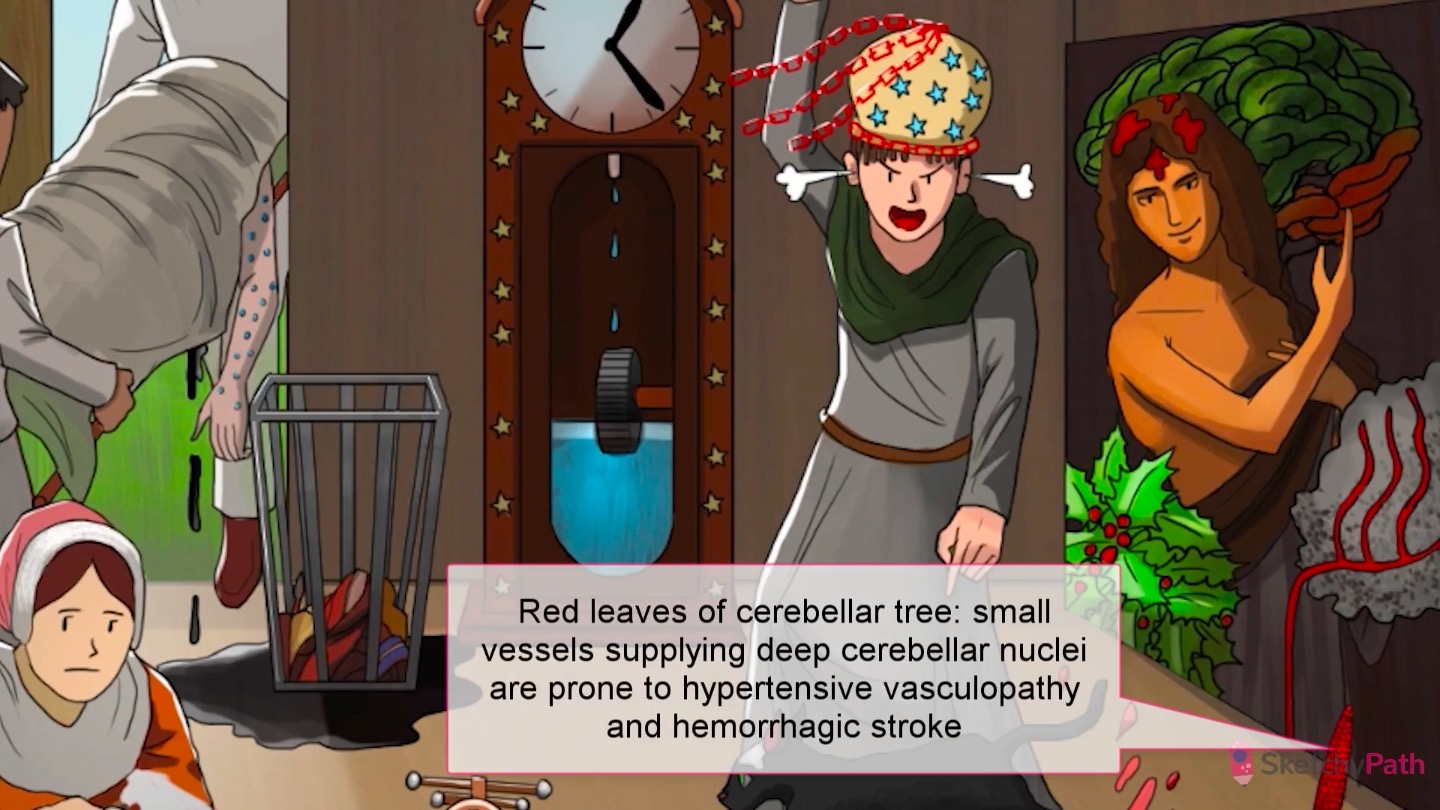 Red leaves of cerebellar tree: small
vessels supplying deep cerebellar nuclei
are prone to hypertensive vasculopathy
and hemorrhagic stroke
SketchyPath